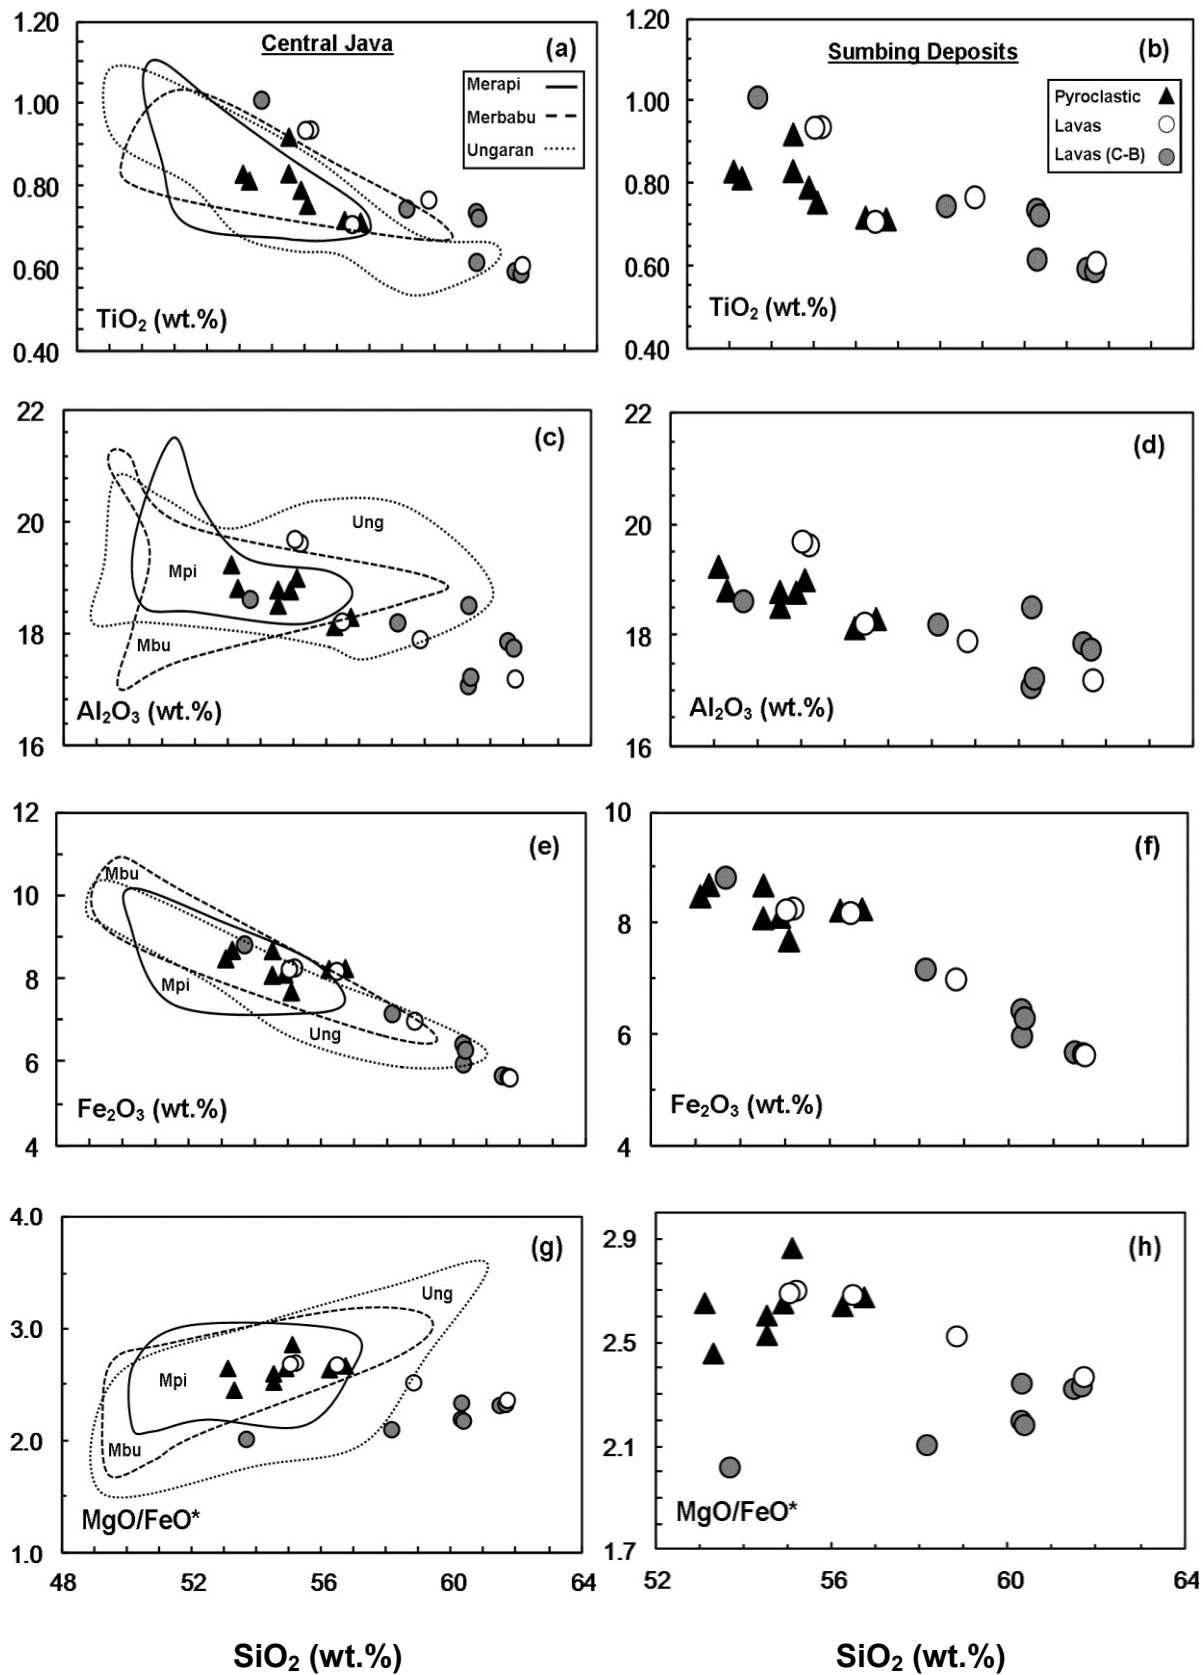 Central Java
(a)
Merapi
Merbabu
Ungaran
TiO2 (wt.%)
1.20
1.00
0.80
0.60
0.40
Sumbing Deposits
(b)
Pyroclastic
Lavas
Lavas (C-B)
TiO2 (wt.%)
1.20
1.00
0.80
0.60
0.40
(c)
Ung
Mpi
Mbu
Al2O3 (wt.%)
22
20
18
16
(d)
Al2O3 (wt.%)
22
20
18
16
(e)
Mbu
Mpi
Ung
Fe2O3 (wt.%)
12
10
8
6
4
(f)
Fe2O3 (wt.%)
10
8
6
4
(g)
Ung
Mpi
Mbu
MgO/FeO*
4.0
3.0
2.0
1.0
48 52 56 60 64
SiO2 (wt.%)
(h)
MgO/FeO*
2.9
2.5
2.1
1.7
52 56 60 64
SiO2 (wt.%)